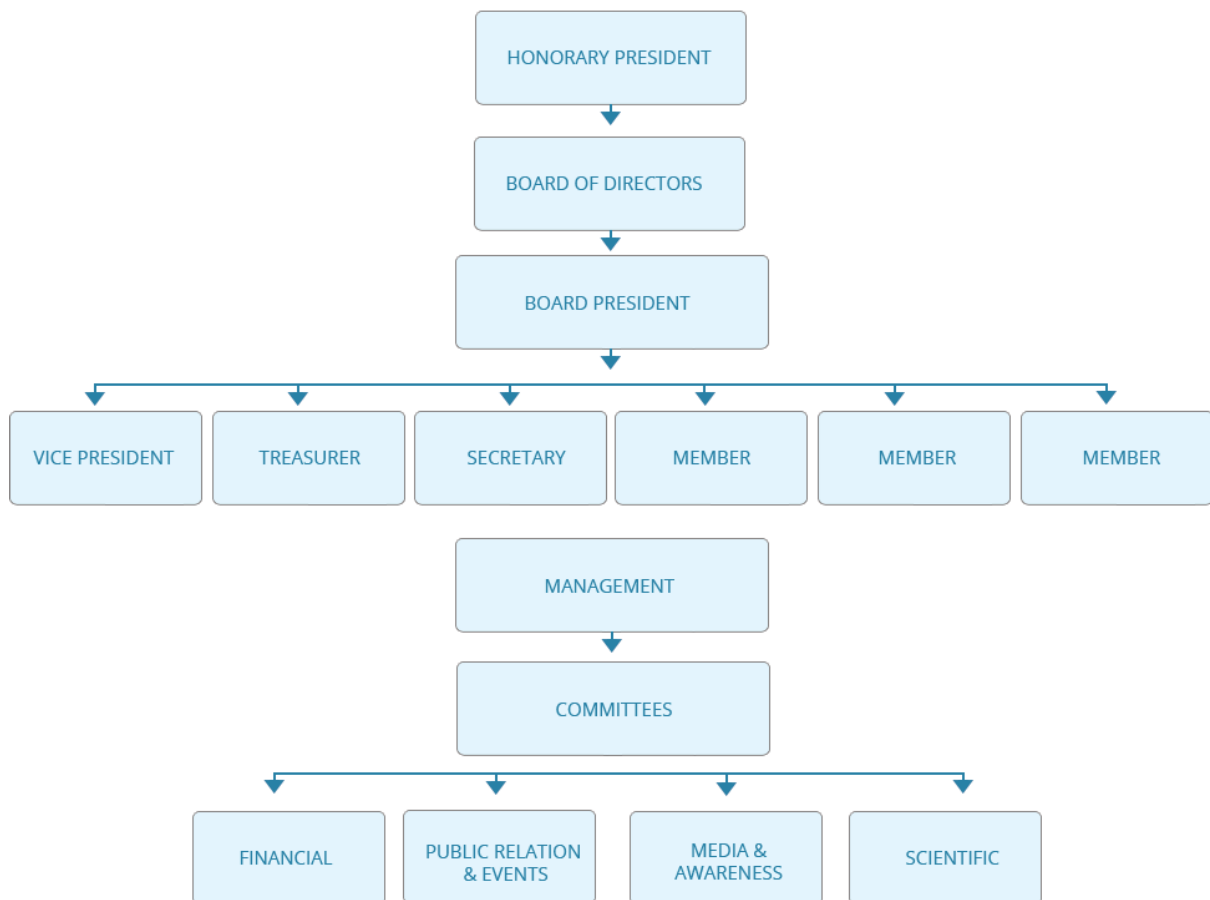 HONORARY PRESIDENT
BOARD OF DIRECTORS
BOARD PRESIDENT
VICE PRESIDENT
TREASURER
SECRETARY
MEMBER
MEMBER
MEMBER
MANAGEMENT
COMMITTEES
FINANCIAL
PUBLIC RELATION
& EVENTS
MEDIA &
AWARENESS
SCIENTIFIC